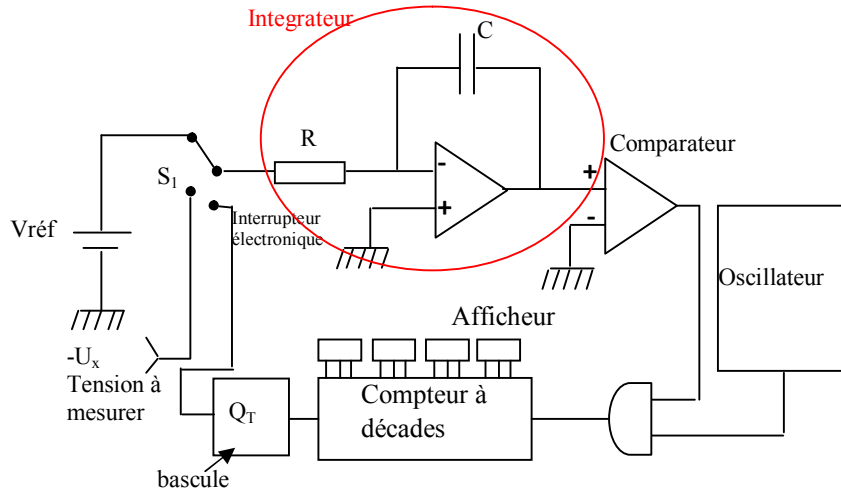 Integrateur
C
R
Comparateur
-
+
+
-
S1
Interrupteur
électronique
Vréf
Oscillateur
Afficheur
-Ux
Tension à
mesurer
QT
Compteur à
décades
bascule